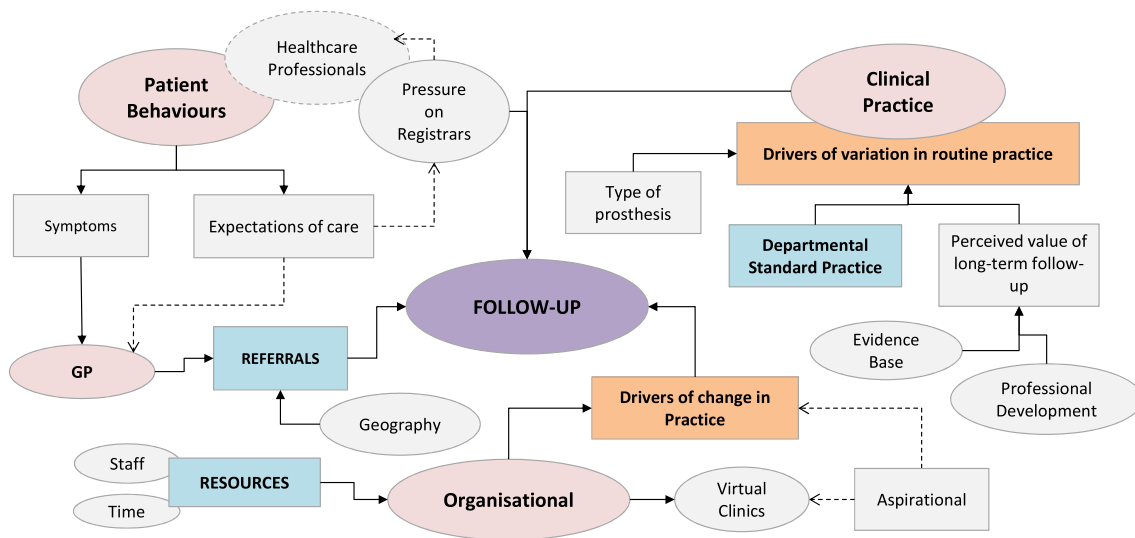 Healthcare
Professionals
Patient
Behaviours
Pressure
on
Registrars
Clinical
Practice
Drivers of variation in routine practice
Type of
prosthesis
Symptoms
Expectations of care
Departmental
Standard Practice
Perceived value of
long-term follow-
up
FOLLOW-UP
Evidence
Base
GP
REFERRALS
Professional
Development
Drivers of change in
Practice
Geography
Staff
RESOURCES
Time
Organisational
Virtual
Clinics
Aspirational